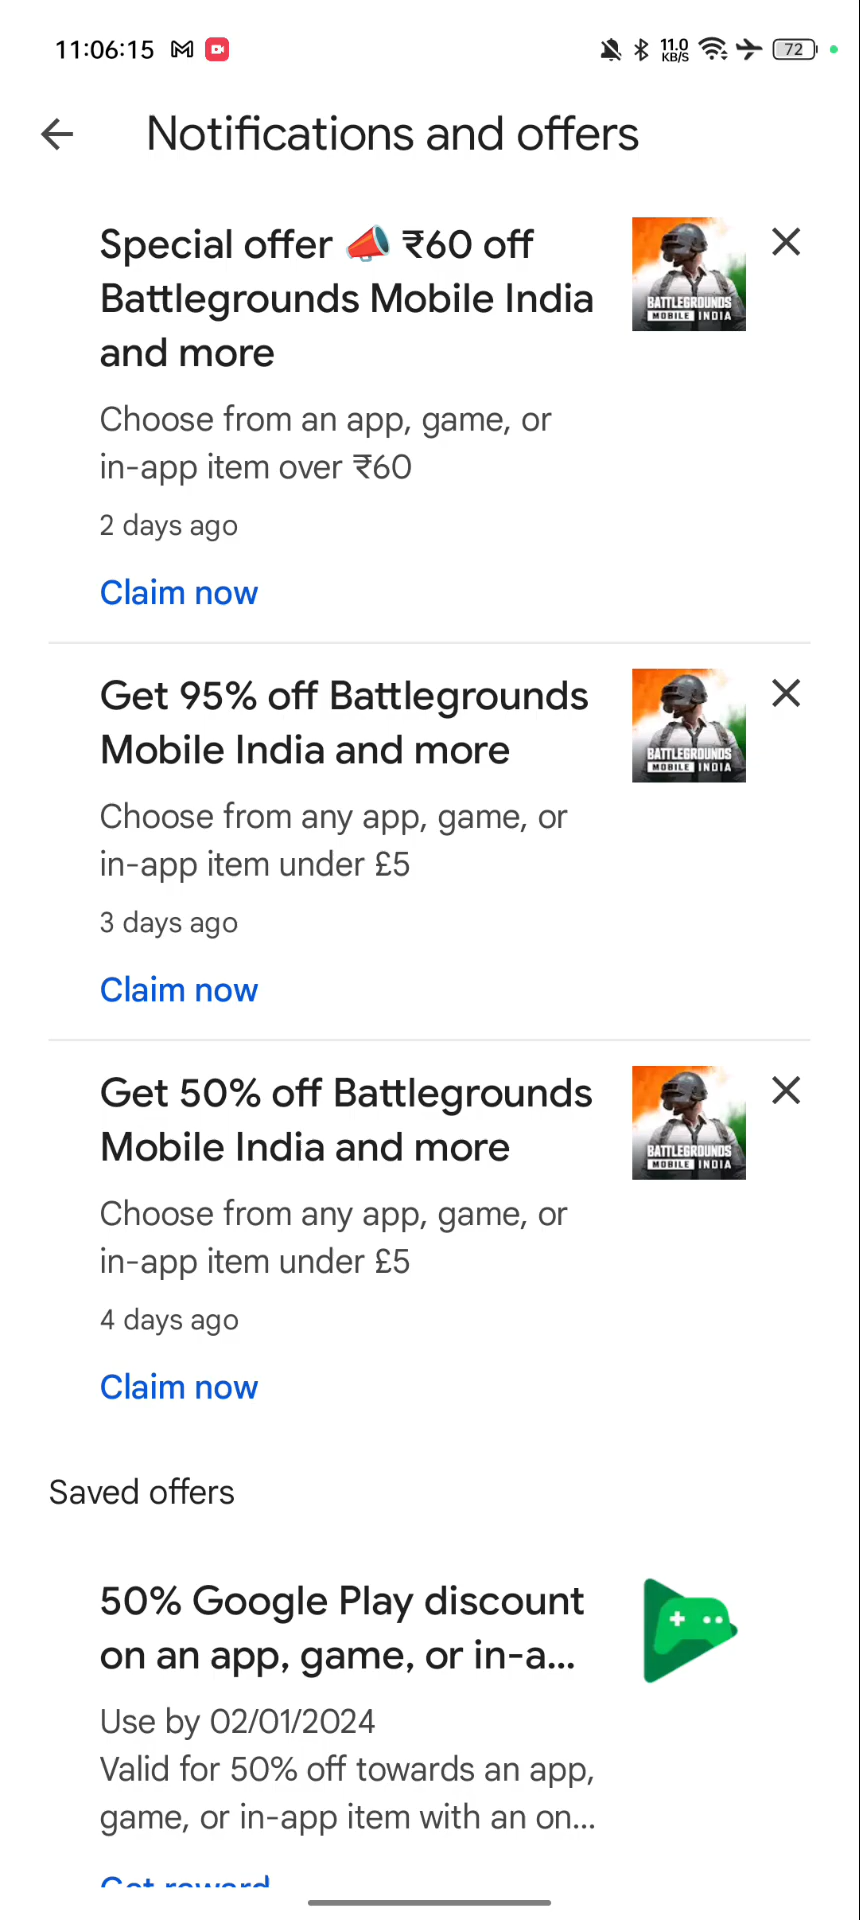 11:06:15
11.0
KB/S
72
Notifications and offers
Special offer 📣 ₹60 off
Battlegrounds Mobile India
and more
BATTLEGROUNDS
MOBILE INDIA
Choose from an app, game, or
in-app item over ₹60
2 days ago
Claim now
Get 95% off Battlegrounds
Mobile India and more
BATTLEGROUNDS
MOBILE INDIA
Choose from any app, game, or
in-app item under £5
3 days ago
Claim now
Get 50% off Battlegrounds
Mobile India and more
BATTLEGROUNDS
MOBILE INDIA
Choose from any app, game, or
in-app item under £5
4 days ago
Claim now
Saved offers
50% Google Play discount
on an app, game, or in-a...
Use by 02/01/2024
Valid for 50% off towards an app,
game, or in-app item with an on...
Get reward